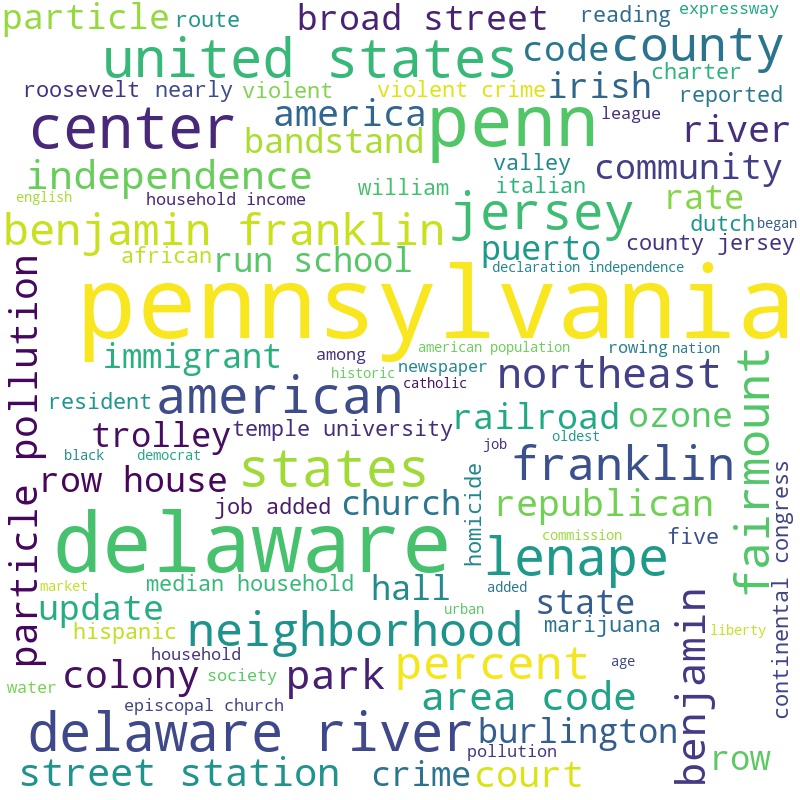 particle route broad street reading expressway
united states code county
charter
roosevelt nearly violent violent crime irish reported
center america penn league river
bandstand
independence valley community
english household income william italian rate
benjamin franklin jersey dutch began
african run school puerto county jersey
declaration independence
pennsylvania
particle pollution
immigrant among american population rowing nation
historic newspaper northeast
resident american catholic
fairmount
trolley temple university railroad ozone
black democrat job oldest
row house states franklin
job added church homicide republican
continental congress
delaware commission five
lenape
market median household hall added
update state
hispanic neighborhood urban marijuana liberty
household
benjamin
water colony society park percent age
episcopal church area code
delaware river burlington
pollution row
street station crime court